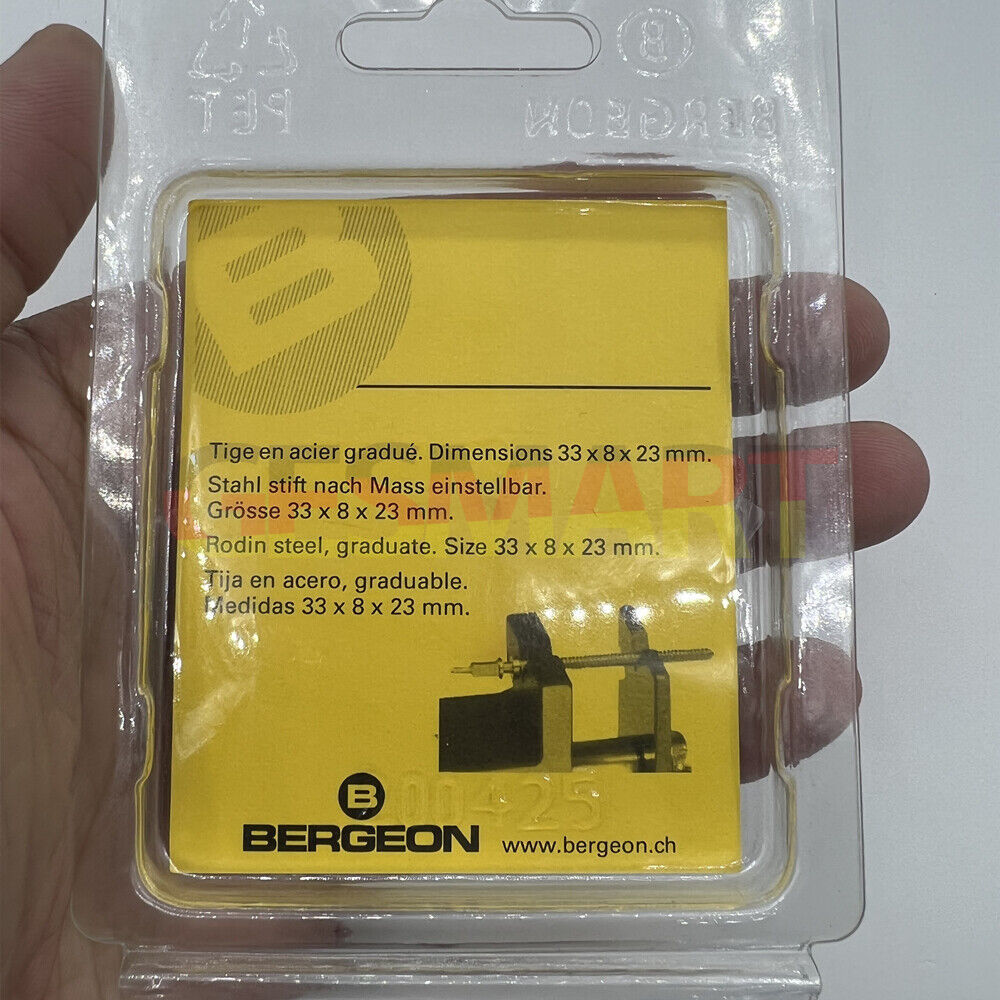 PET
B
BERGEON
B
Tige en acier gradué. Dimensions 33 x 8 x 23 mm.
Stahl stift nach Mass einstellbar.
Grösse 33 x 8 x 23 mm.
Rodin steel, graduate. Size 33 x 8 x 23 mm.
Tija en acero, graduable.
Medidas 33 x 8 x 23 mm.
B
00425
BERGEON www.bergeon.ch